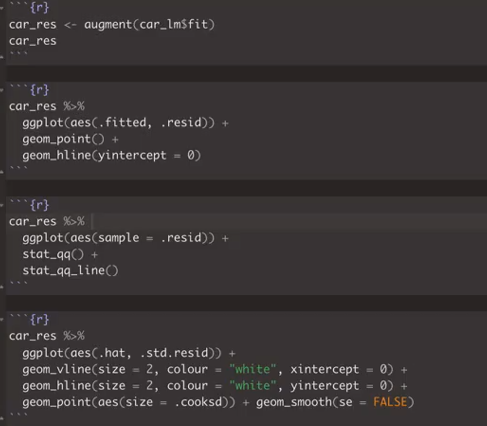 ```{r}
car_res <- augment(car_lm$fit)
car_res
```
```{r}
car_res %>%
  ggplot(aes(.fitted, .resid)) +
  geom_point() +
  geom_hline(yintercept = 0)
```
```{r}
car_res %>%
  ggplot(aes(sample = .resid)) +
  stat_qq() +
  stat_qq_line()
```
```{r}
car_res %>%
  ggplot(aes(.hat, .std.resid)) +
  geom_vline(size = 2, colour = "white", xintercept = 0) +
  geom_hline(size = 2, colour = "white", yintercept = 0) +
  geom_point(aes(size = .cooksd)) + geom_smooth(se = FALSE)
```